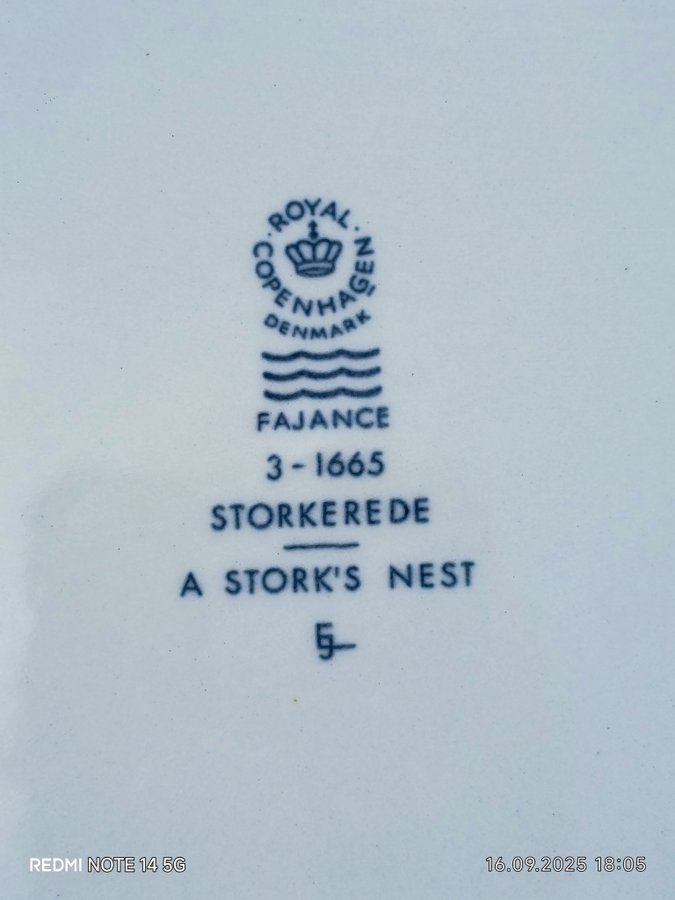 ROYAL
COPENHAGEN
DENMARK
FAJANCE
3-1665
STORKEREDE
A STORK'S NEST
REDMI NOTE 14 5G
16.09.2025 18:05